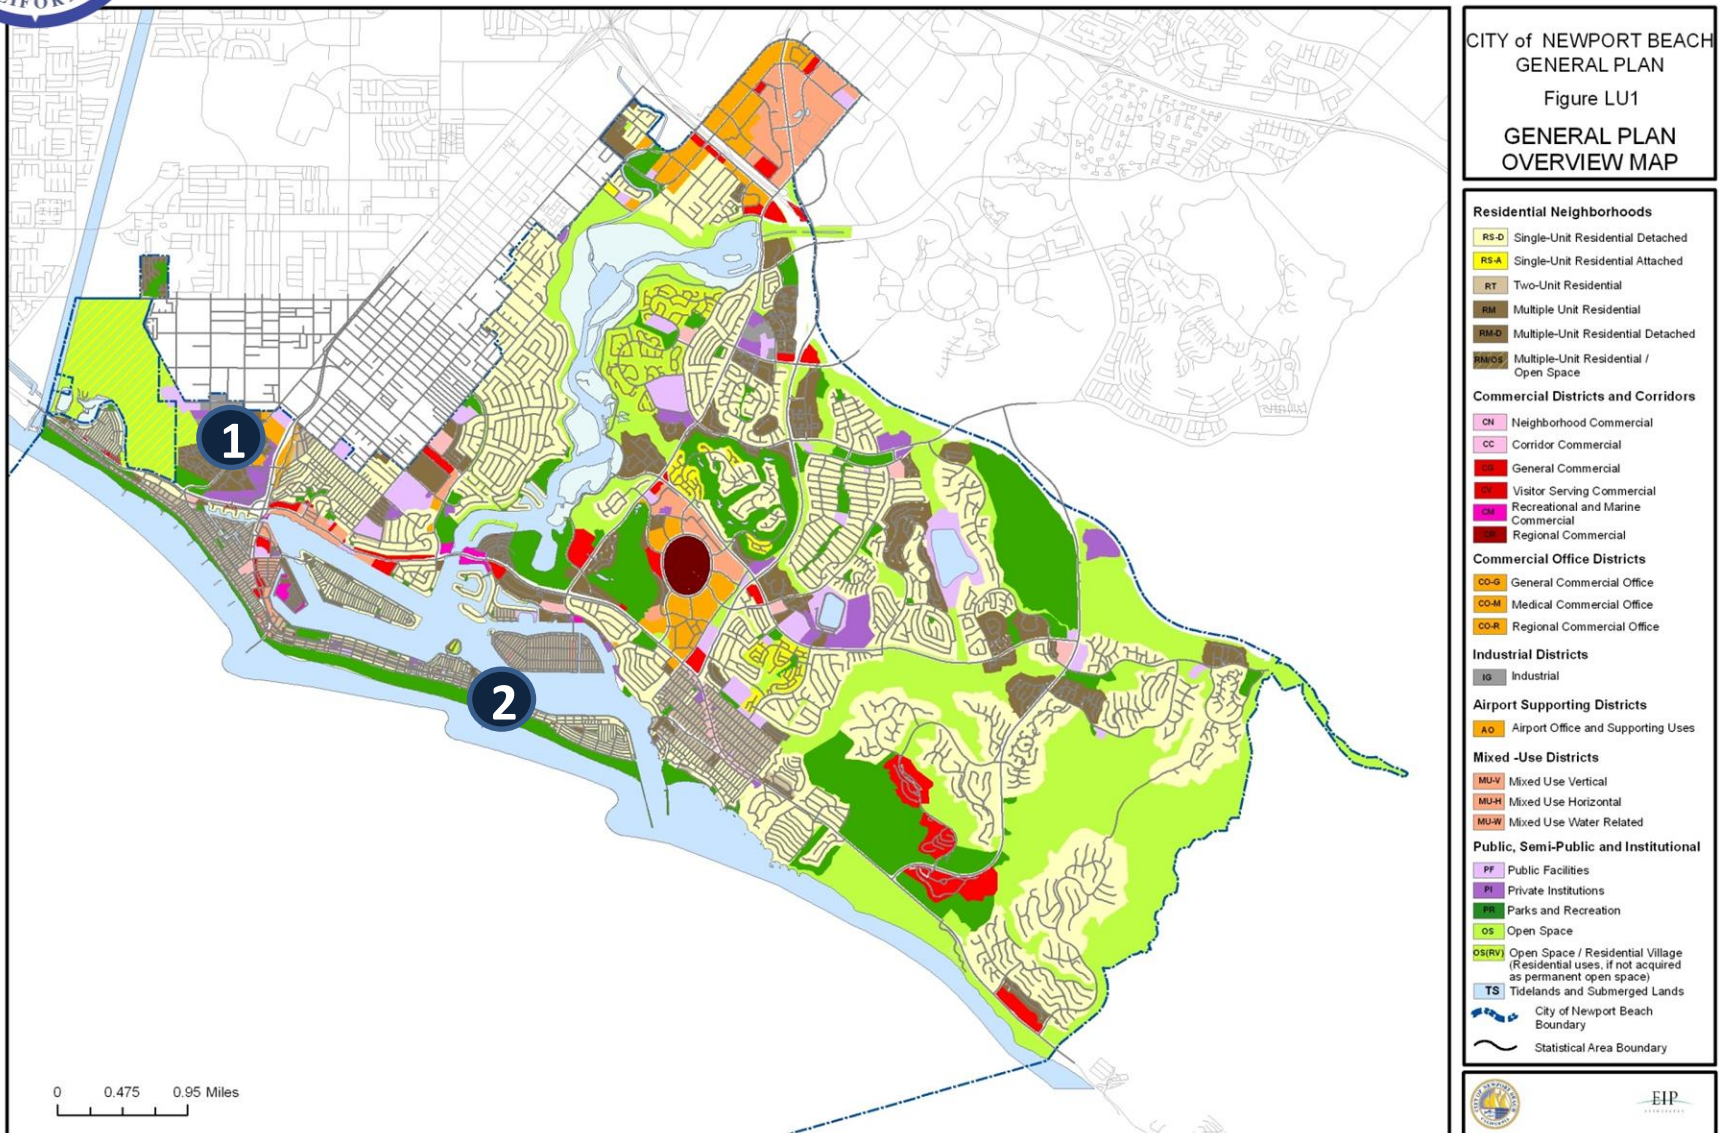 CITY of NEWPORT BEACH
GENERAL PLAN
Figure LU1
GENERAL PLAN
OVERVIEW MAP
Residential Neighborhoods
RS-D Single-Unit Residential Detached
RS-A Single-Unit Residential Attached
RT Two-Unit Residential
RM Multiple Unit Residential
RM-D Multiple-Unit Residential Detached
RM/OS Multiple-Unit Residential /
Open Space
Commercial Districts and Corridors
CN Neighborhood Commercial
CC Corridor Commercial
CG General Commercial
CV Visitor Serving Commercial
CM Recreational and Marine
Commercial
CR Regional Commercial
Commercial Office Districts
CO-G General Commercial Office
CO-M Medical Commercial Office
CO-R Regional Commercial Office
Industrial Districts
IG Industrial
Airport Supporting Districts
AO Airport Office and Supporting Uses
Mixed -Use Districts
MU-V Mixed Use Vertical
MU-H Mixed Use Horizontal
MU-W Mixed Use Water Related
Public, Semi-Public and Institutional
PF Public Facilities
PI Private Institutions
PR Parks and Recreation
OS Open Space
OS(RV) Open Space / Residential Village
(Residential uses, if not acquired
as permanent open space)
TS Tidelands and Submerged Lands
City of Newport Beach
Boundary
Statistical Area Boundary
EIP
1
2
0 0.475 0.95 Miles